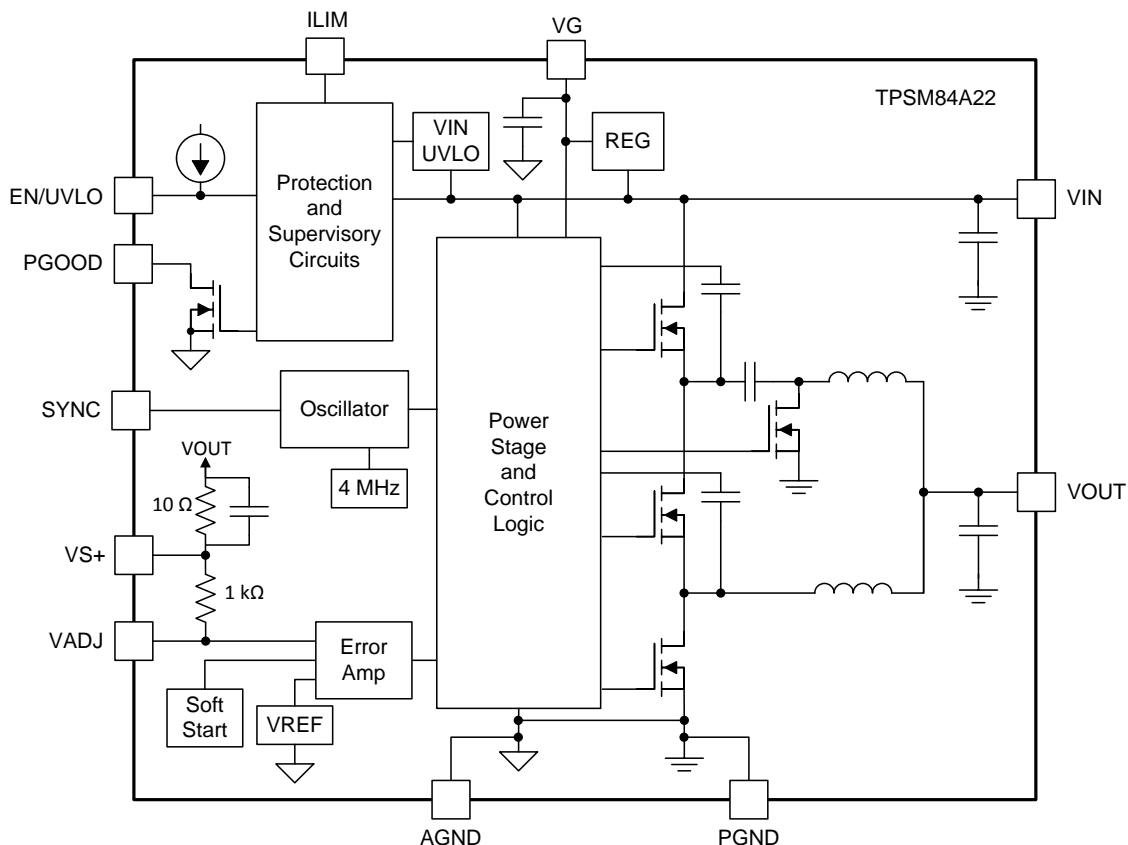 ILIM
VG
TPSM84A22
VIN
UVLO
REG
EN/UVLO
Protection
and
Supervisory
Circuits
VIN
PGOOD
SYNC
Oscillator
Power
Stage
and
Control
Logic
VOUT
4 MHz
10 Ω
VOUT
VS+
1 kΩ
VADJ
Error
Amp
Soft
Start
VREF
AGND
PGND